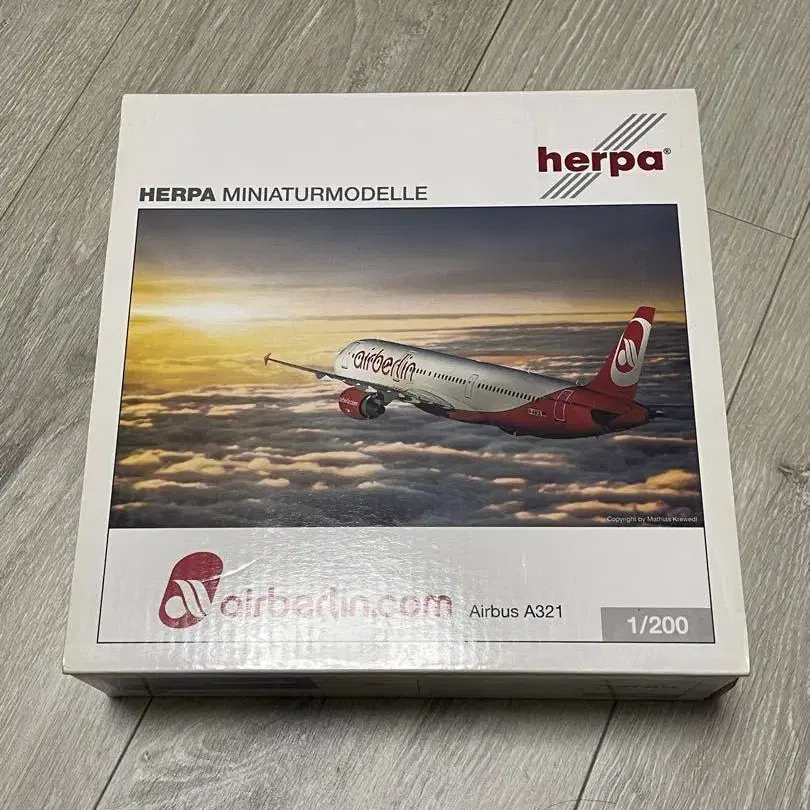 herpa®
HERPA MINIATURMODELLE
airberlin
Copyright by Mathias Krewedl
airberlin.com
Airbus A321
1/200